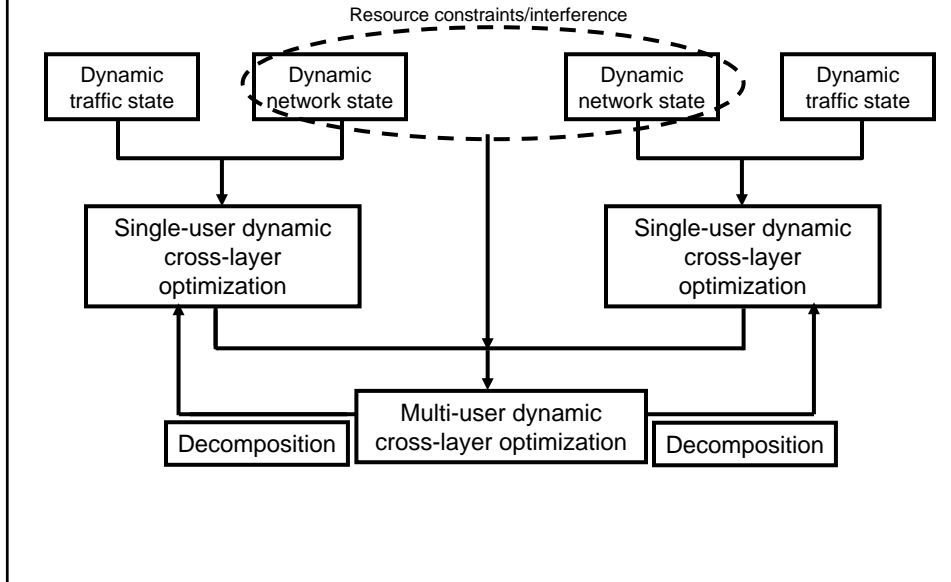 Resource constraints/interference
Dynamic
traffic state
Dynamic
network state
Dynamic
network state
Dynamic
traffic state
Single-user dynamic
cross-layer
optimization
Single-user dynamic
cross-layer
optimization
Multi-user dynamic
cross-layer optimization
Decomposition
Decomposition